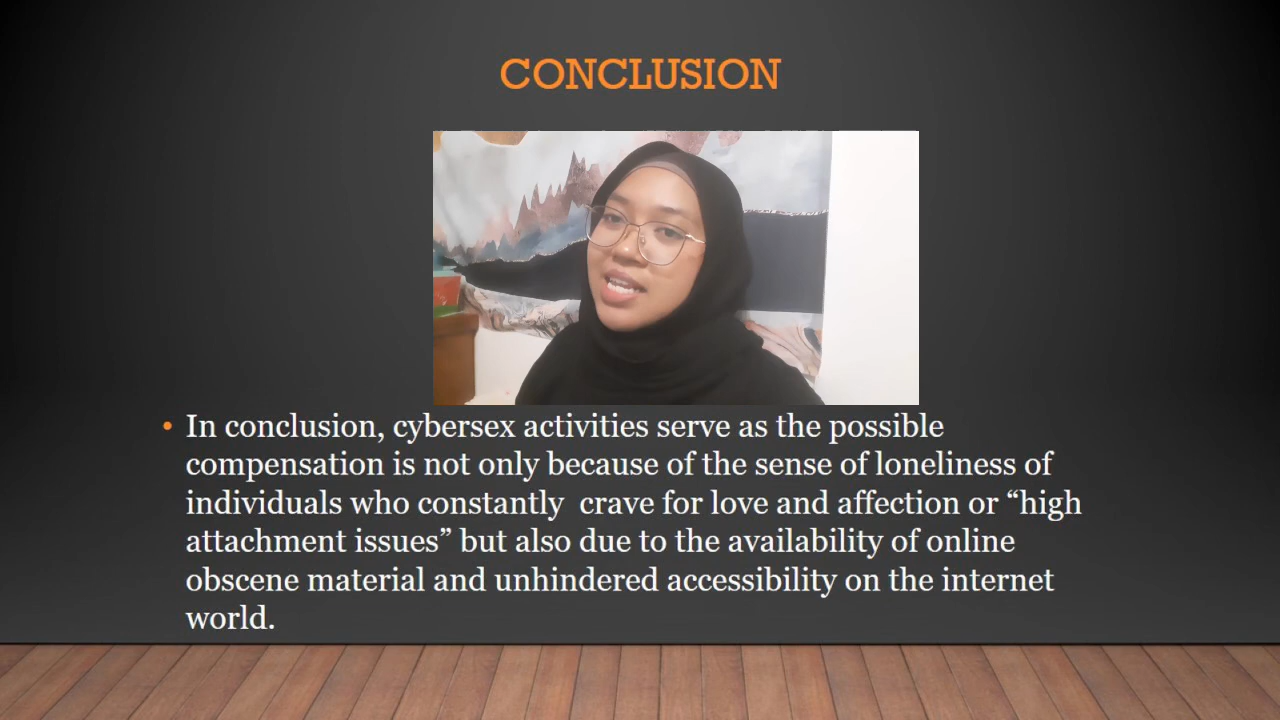 CONCLUSION
• In conclusion, cybersex activities serve as the possible
compensation is not only because of the sense of loneliness of
individuals who constantly  crave for love and affection or “high
attachment issues” but also due to the availability of online
obscene material and unhindered accessibility on the internet
world.